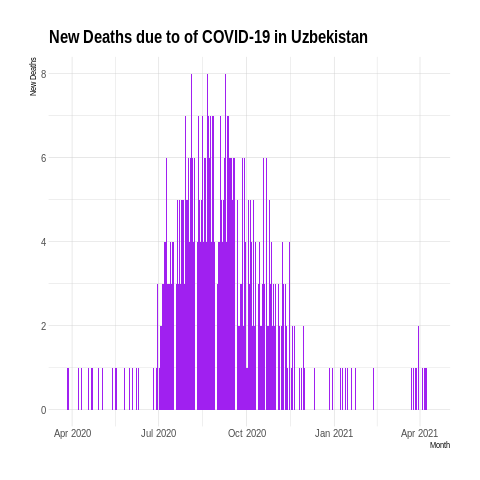 New Deaths due to of COVID-19 in Uzbekistan
New Deaths
8
6
4
2
0
Apr 2020 Jul 2020 Oct 2020 Jan 2021 Apr 2021
Month